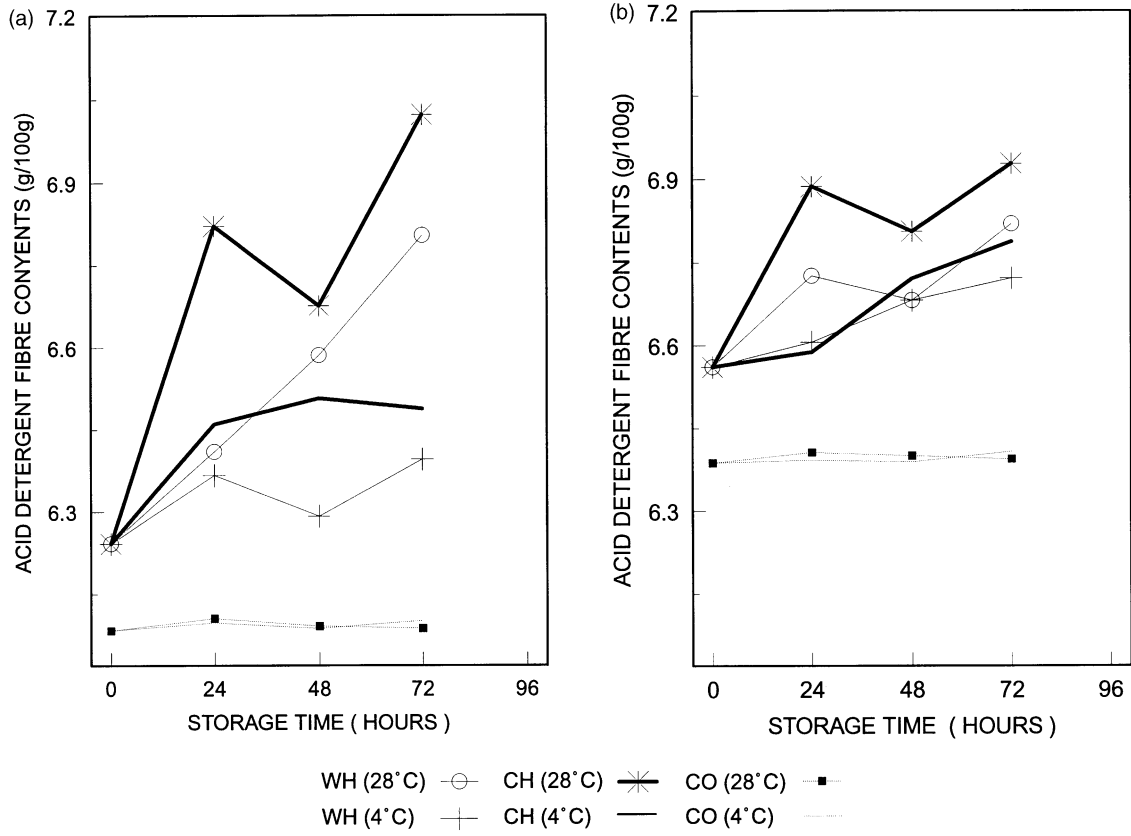 (a)
7.2
6.9
6.6
6.3
ACID DETERGENT FIBRE CONYENTS (g/100g)
0 24 48 72 96
STORAGE TIME ( HOURS )
(b)
7.2
6.9
6.6
6.3
ACID DETERGENT FIBRE CONTENTS (g/100g)
0 24 48 72 96
STORAGE TIME ( HOURS )
WH (28°C) CH (28°C) CO (28°C)
WH (4°C) CH (4°C) CO (4°C)